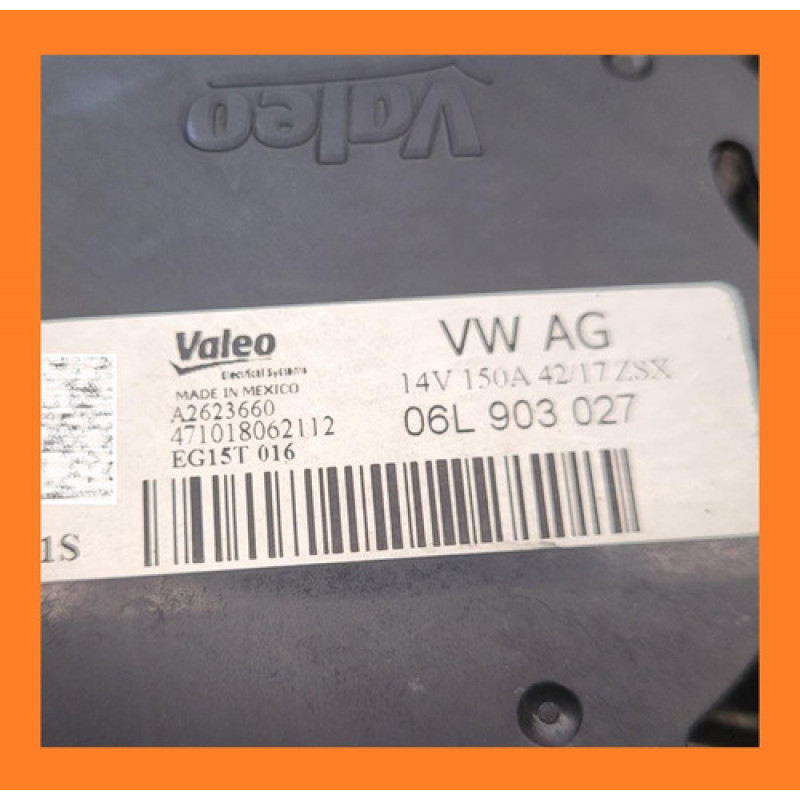 Valeo
Valeo
Electrical Systems
MADE IN MEXICO
A2623660
471018062112
EG15T 016
VW AG
14V 150A 42/17 ZSX
06L 903 027
1S